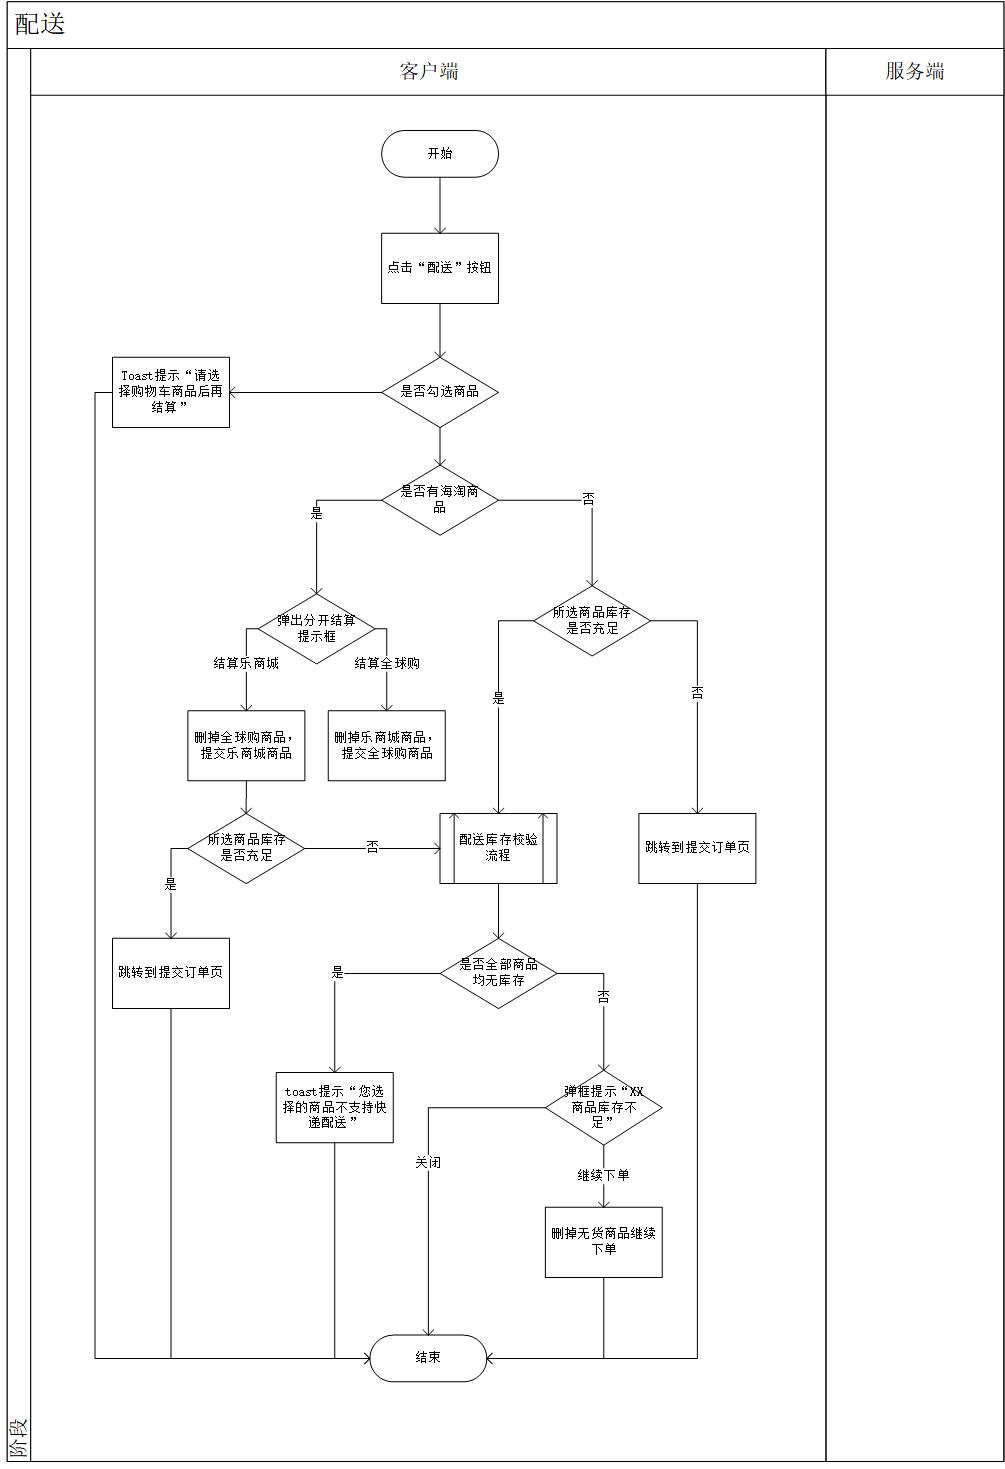 配送
客户端
服务端
开始
点击“配送”按钮
Toast提示“请选
择购物车商品后再
结算”
是否勾选商品
是否有海淘商
品
是
否
弹出分开结算
提示框
所选商品库存
是否充足
结算乐商城
结算全球购
是
否
删掉全球购商品，
提交乐商城商品
删掉乐商城商品，
提交全球购商品
所选商品库存
是否充足
否
配送库存校验
流程
跳转到提交订单页
是
跳转到提交订单页
是否全部商品
均无库存
是
否
toast提示“您选
择的商品不支持快
递配送”
弹框提示“XX
商品库存不
足”
关闭
继续下单
删掉无货商品继续
下单
结束
阶段